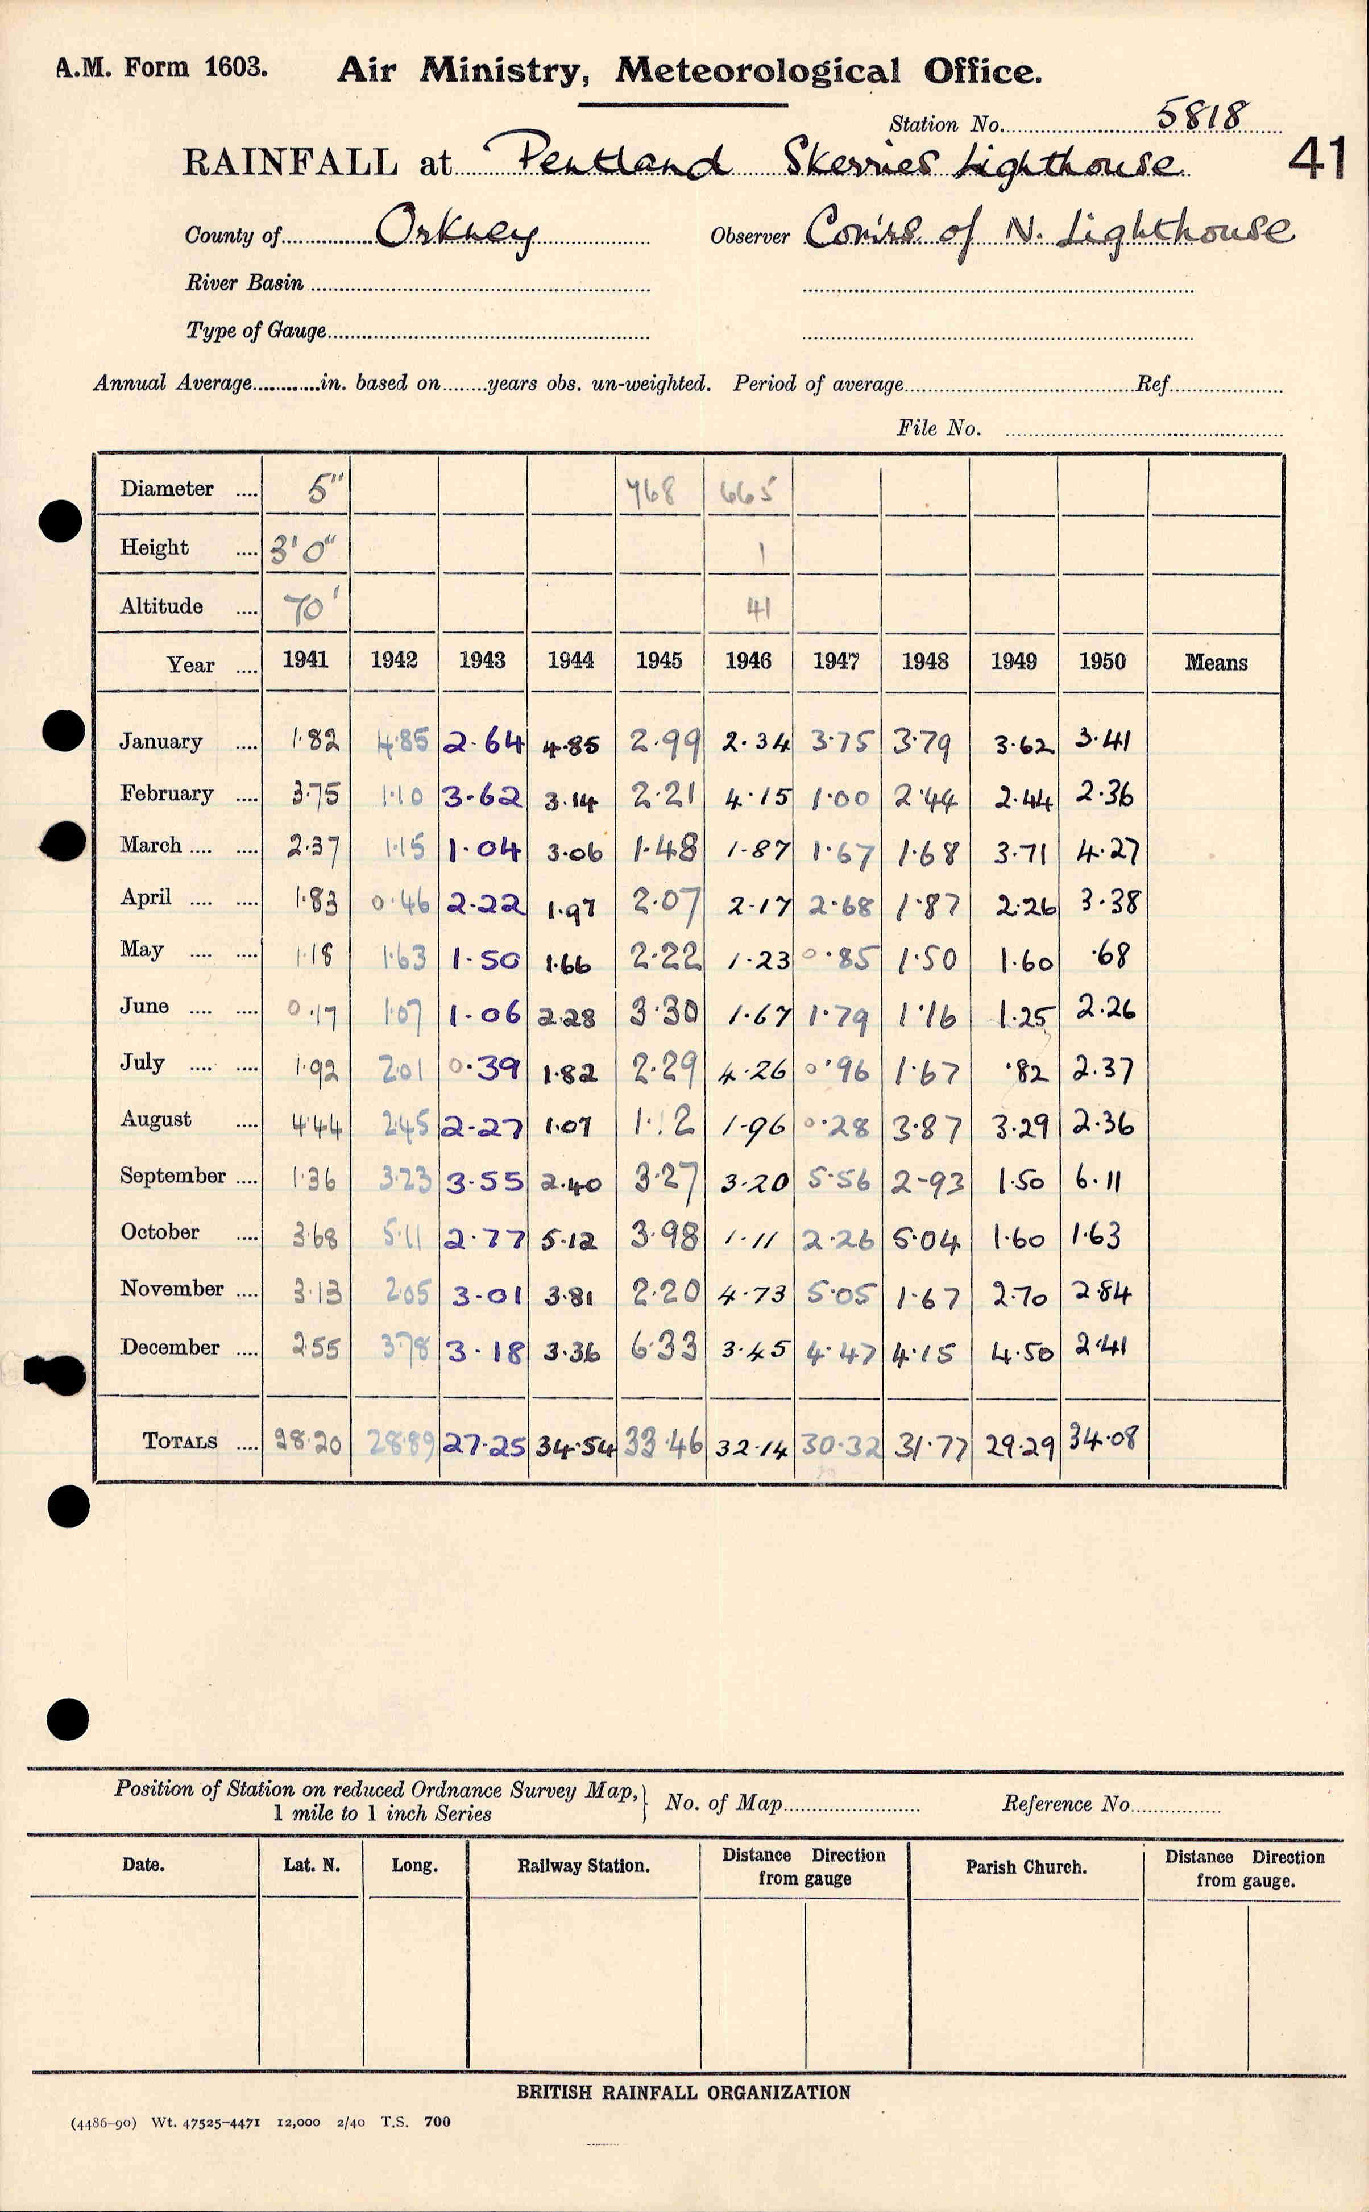 A.M. Form 1603.
Air Ministry, Meteorological Office.
Station No. 5818
RAINFALL at Pentland Skerries Lighthouse 41
County of Orkney Observer Com'rs of N. Lighthouse
River Basin
Type of Gauge
Annual Average in. based on years obs. un-weighted. Period of average Ref.
File No.
Diameter 5" 768 665
Height 3'0" 1
Altitude 70' 41
Year 1941 1942 1943 1944 1945 1946 1947 1948 1949 1950 Means
January 1.82 4.85 2.64 4.85 2.99 2.34 3.75 3.79 3.62 3.41
February 3.75 1.10 3.62 3.14 2.21 4.15 1.00 2.44 2.44 2.36
March 2.37 1.15 1.04 3.06 1.48 1.87 1.67 1.68 3.71 4.27
April 1.83 0.46 2.22 1.97 2.07 2.17 2.68 1.87 2.26 3.38
May 1.18 1.63 1.50 1.66 2.22 1.23 0.85 1.50 1.60 .68
June 0.17 1.07 1.06 2.28 3.30 1.67 1.79 1.16 1.25 2.26
July 1.92 2.01 0.39 1.82 2.29 4.26 0.96 1.67 .82 2.37
August 4.44 2.45 2.27 1.07 1.12 1.96 0.28 3.87 3.29 2.36
September 1.36 3.23 3.55 2.40 3.27 3.20 5.56 2.93 1.50 6.11
October 3.68 5.11 2.77 5.12 3.98 1.11 2.26 5.04 1.60 1.63
November 3.13 2.05 3.01 3.81 2.20 4.73 5.05 1.67 2.70 2.84
December 2.55 3.78 3.18 3.36 6.33 3.45 4.47 4.15 4.50 2.41
TOTALS 28.20 28.89 27.25 34.54 33.46 32.14 30.32 31.77 29.29 34.08
Position of Station on reduced Ordnance Survey Map,
1 mile to 1 inch Series
No. of Map Reference No.
Date. Lat. N. Long. Railway Station. Distance Direction from gauge Parish Church. Distance Direction from gauge.
BRITISH RAINFALL ORGANIZATION
(4486-90) Wt. 47525-4471 12,000 2/40 T.S. 700